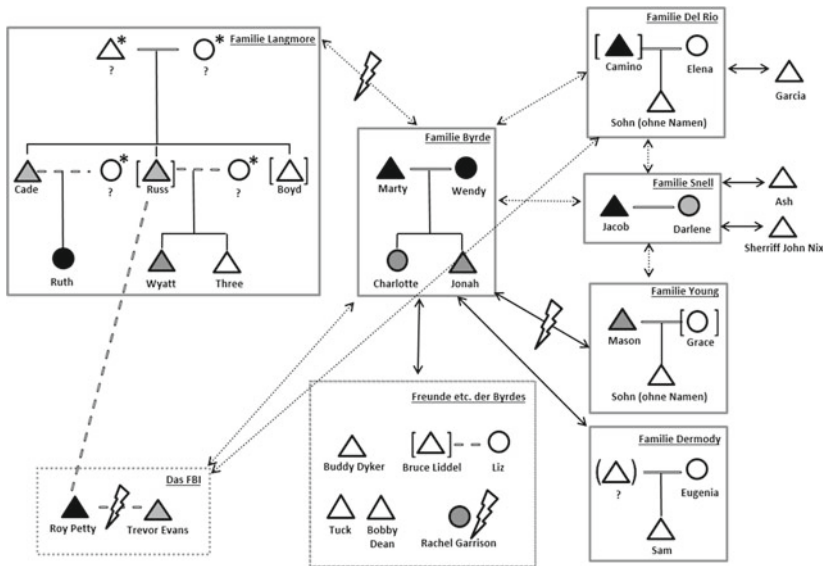 Familie Langmore
*
*
?
?
*
*
Cade
?
[Russ]
?
[Boyd]
Ruth
Wyatt
Three
Familie Byrde
Marty
Wendy
Charlotte
Jonah
Familie Del Rio
Camino
Elena
Sohn (ohne Namen)
Garcia
Familie Snell
Jacob
Darlene
Ash
Sherriff John Nix
Familie Young
Mason
Grace
Sohn (ohne Namen)
Familie Dermody
?
Eugenia
Sam
Freunde etc. der Byrdes
Buddy Dyker
Bruce Liddel
Liz
Tuck
Bobby
Dean
Rachel Garrison
Das FBI
Roy Petty
Trevor Evans